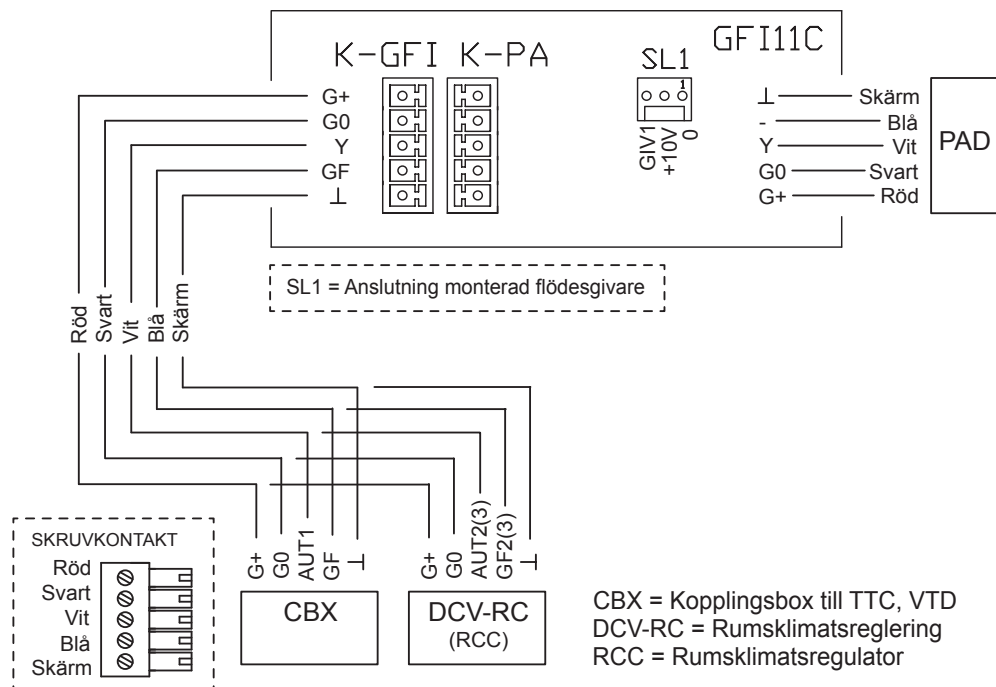 GFI11C
K-GFI K-PA
SL1
1
GIV1
+10V
0
G+
G0
Y
GF
⊥
⊥ Skärm
- Blå
Y Vit
G0 Svart
G+ Röd
PAD
SL1 = Anslutning monterad flödesgivare
Röd
Svart
Vit
Blå
Skärm
SKRUVKONTAKT
Röd
Svart
Vit
Blå
Skärm
G+
G0
AUT1
GF
⊥
CBX
G+
G0
AUT2(3)
GF2(3)
⊥
DCV-RC
(RCC)
CBX = Kopplingsbox till TTC, VTD
DCV-RC = Rumsklimatsreglering
RCC = Rumsklimatsregulator